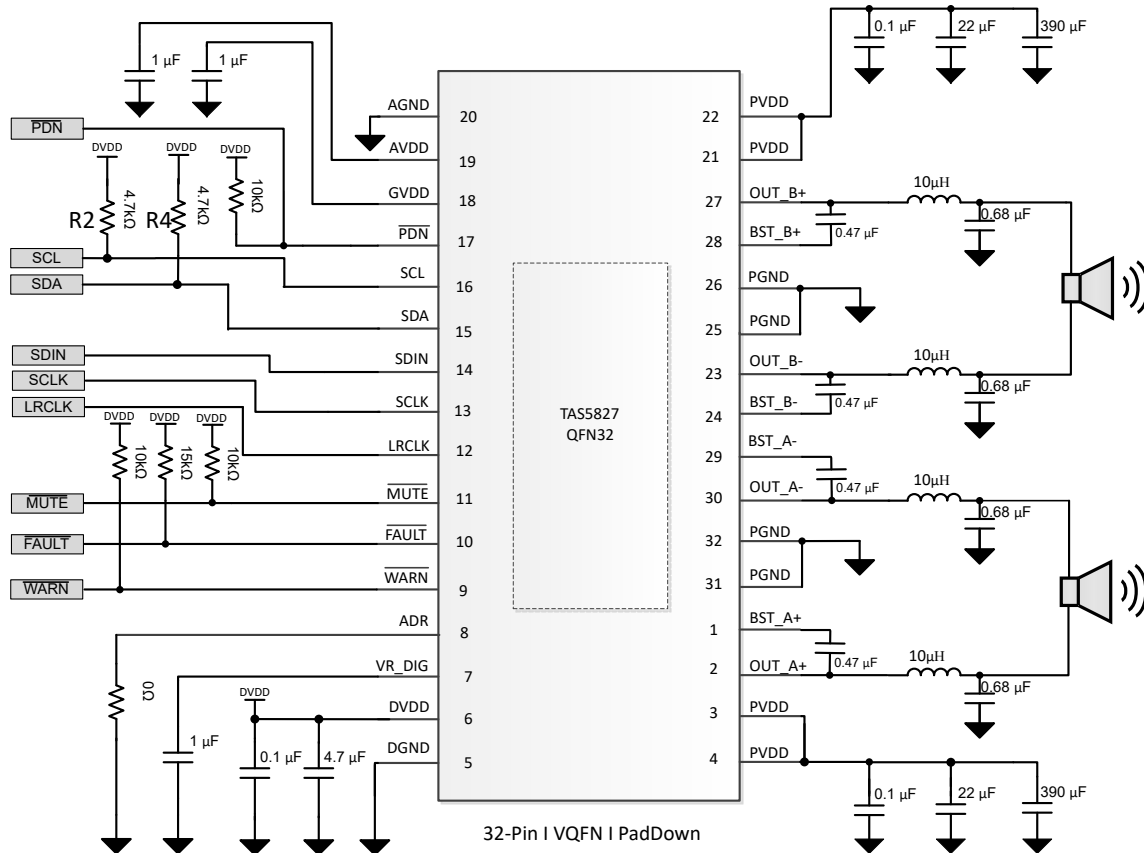 1 µF
1 µF
0.1 µF
22 µF
390 µF
PDN
DVDD
DVDD
DVDD
R2
4.7kΩ
R4
4.7kΩ
10kΩ
SCL
SDA
SDIN
SCLK
LRCLK
DVDD
DVDD
DVDD
10kΩ
15kΩ
10kΩ
MUTE
FAULT
WARN
0Ω
1 µF
DVDD
0.1 µF
4.7 µF
AGND
20
AVDD
19
GVDD
18
PDN
17
SCL
16
SDA
15
SDIN
14
SCLK
13
LRCLK
12
MUTE
11
FAULT
10
WARN
9
ADR
8
VR_DIG
7
DVDD
6
DGND
5
TAS5827
QFN32
22
PVDD
21
PVDD
27
OUT_B+
28
BST_B+
26
PGND
25
PGND
23
OUT_B-
24
BST_B-
29
BST_A-
30
OUT_A-
32
PGND
31
PGND
1
BST_A+
2
OUT_A+
3
PVDD
4
PVDD
10µH
0.47 µF
0.68 µF
10µH
0.47 µF
0.68 µF
0.47 µF
10µH
0.68 µF
0.47 µF
10µH
0.68 µF
0.1 µF
22 µF
390 µF
32-Pin I VQFN I PadDown